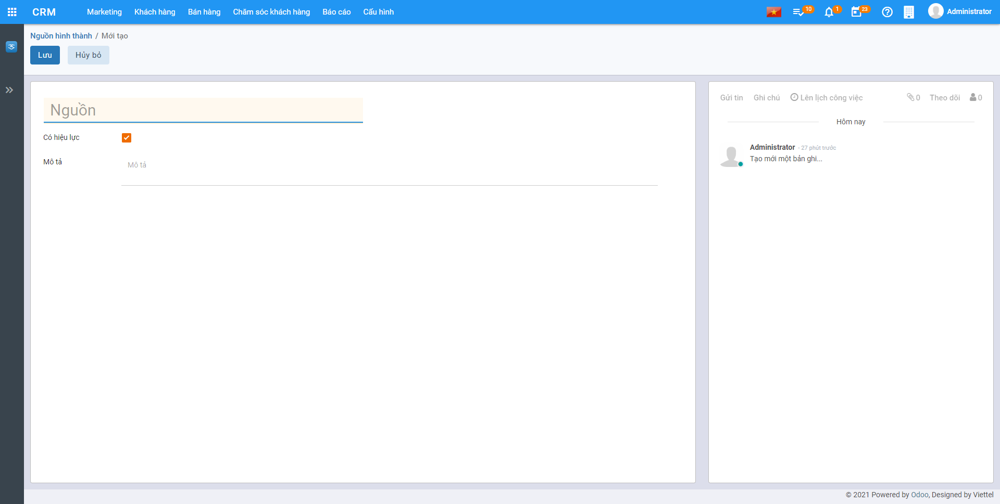 CRM Marketing Khách hàng Bán hàng Chăm sóc khách hàng Báo cáo Cấu hình 10 1 23 Administrator
Nguồn hình thành / Mới tạo
Lưu Hủy bỏ
Nguồn
Có hiệu lực
Mô tả
Mô tả
Gửi tin Ghi chú Lên lịch công việc 0 Theo dõi 0
Hôm nay
Administrator - 27 phút trước
Tạo mới một bản ghi...
© 2021 Powered by Odoo, Designed by Viettel